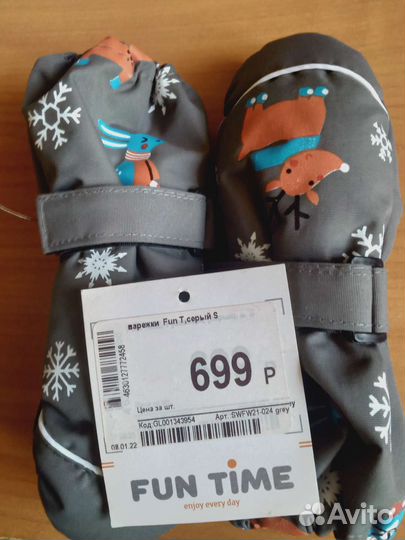 варежки Fun T,серый S
4630127772458
699 Р
Цена за шт.
Код GL001343954 Арт. SWFW21-024 grey
08.01.22
FUN TIME
enjoy every day
Avito